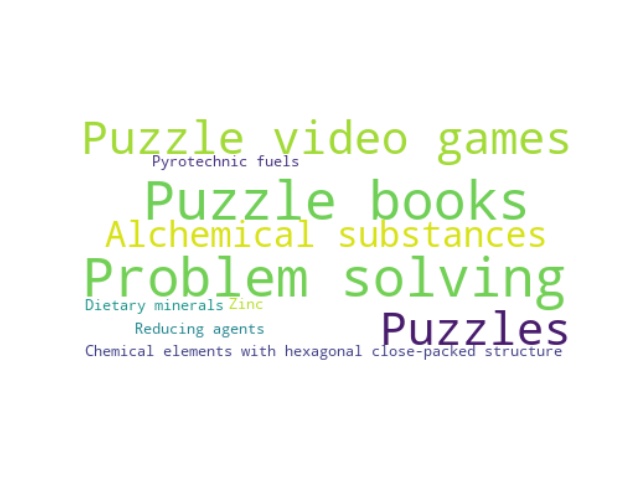 Puzzle video games
Pyrotechnic fuels
Puzzle books
Alchemical substances
Problem solving
Dietary minerals
Zinc
Reducing agents
Puzzles
Chemical elements with hexagonal close-packed structure